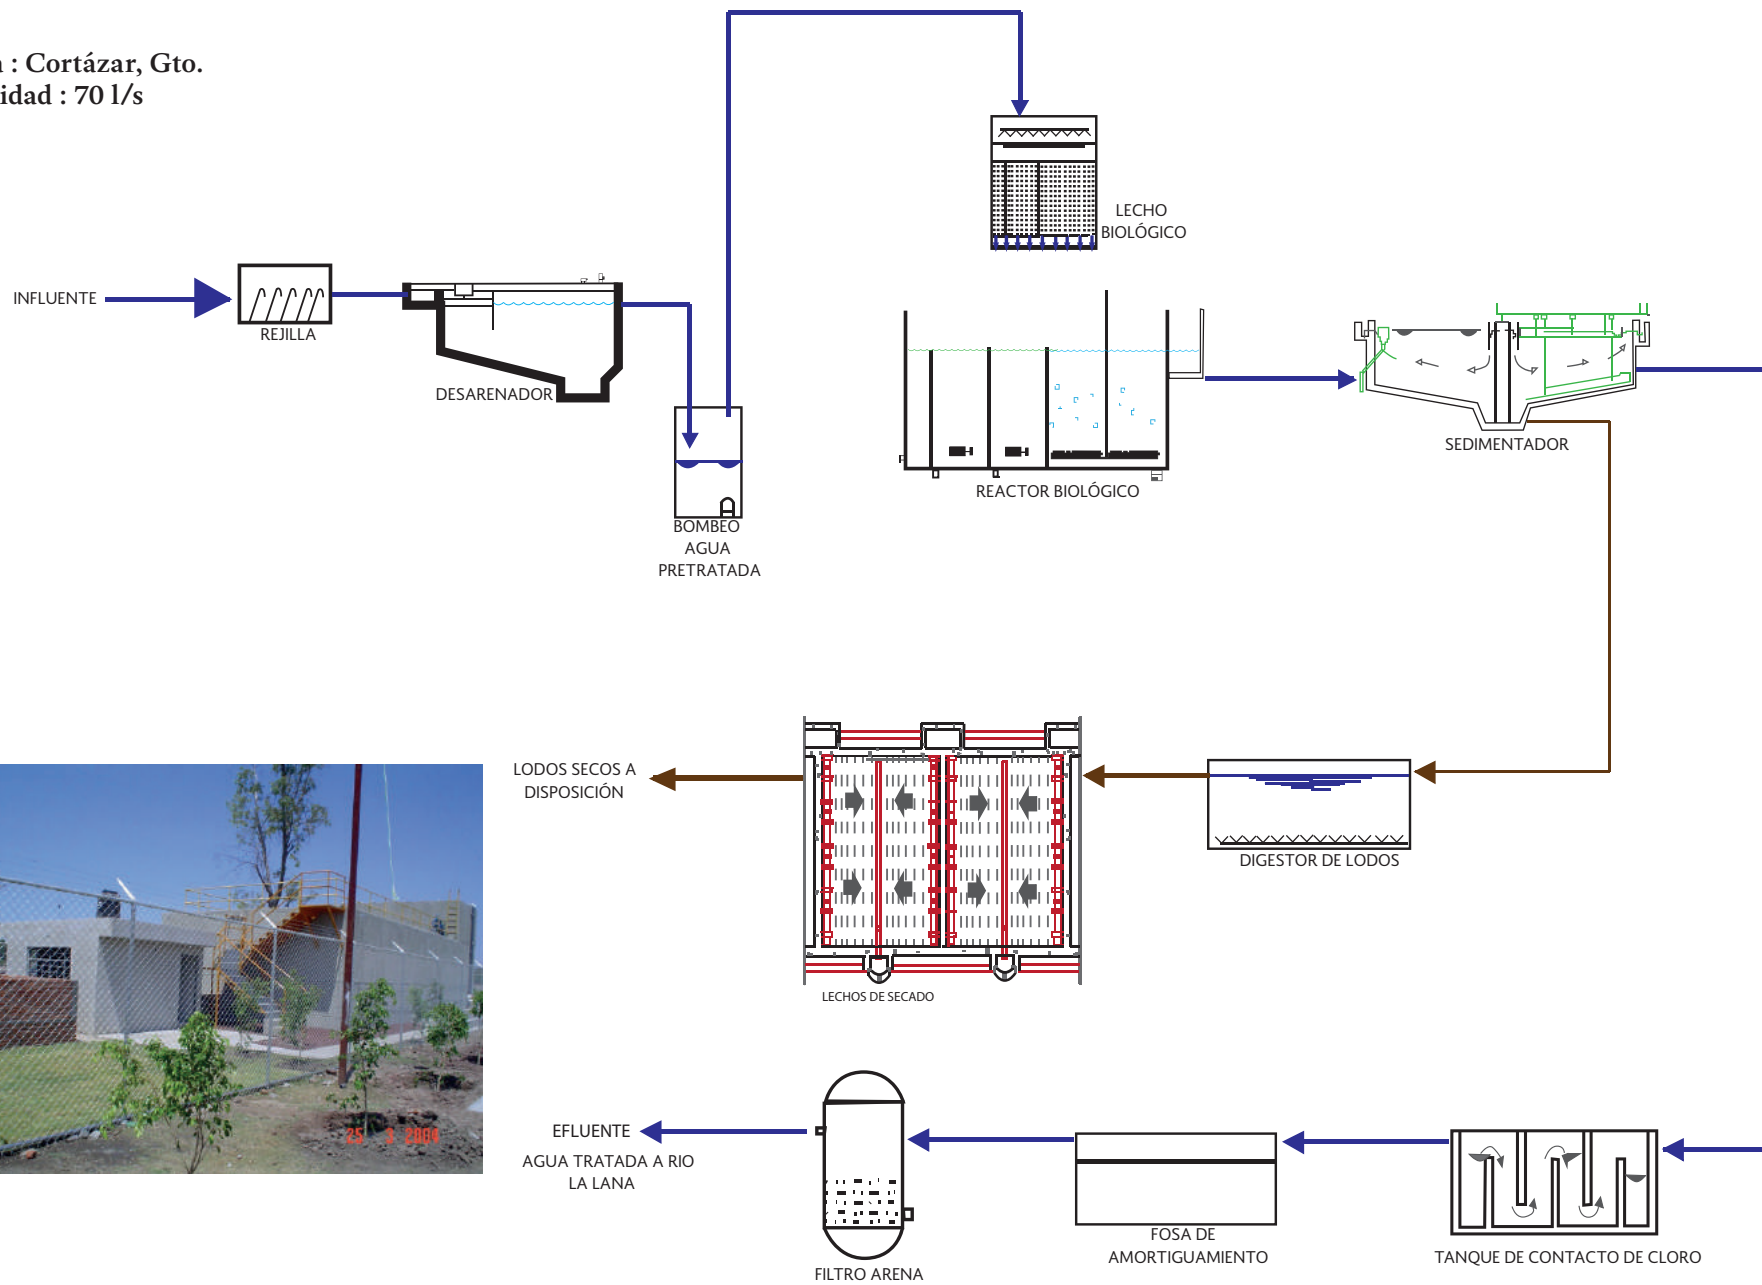 : Cortázar, Gto.
: 70 l/s
LECHO
BIOLÓGICO
INFLUENTE
REJILLA
DESARENADOR
SEDIMENTADOR
REACTOR BIOLÓGICO
BOMBEO
AGUA
PRETRATADA
LODOS SECOS A
DISPOSICIÓN
DIGESTOR DE LODOS
LECHOS DE SECADO
25 3 2004
EFLUENTE
AGUA TRATADA A RIO
LA LANA
FOSA DE
AMORTIGUAMIENTO
TANQUE DE CONTACTO DE CLORO
FILTRO ARENA